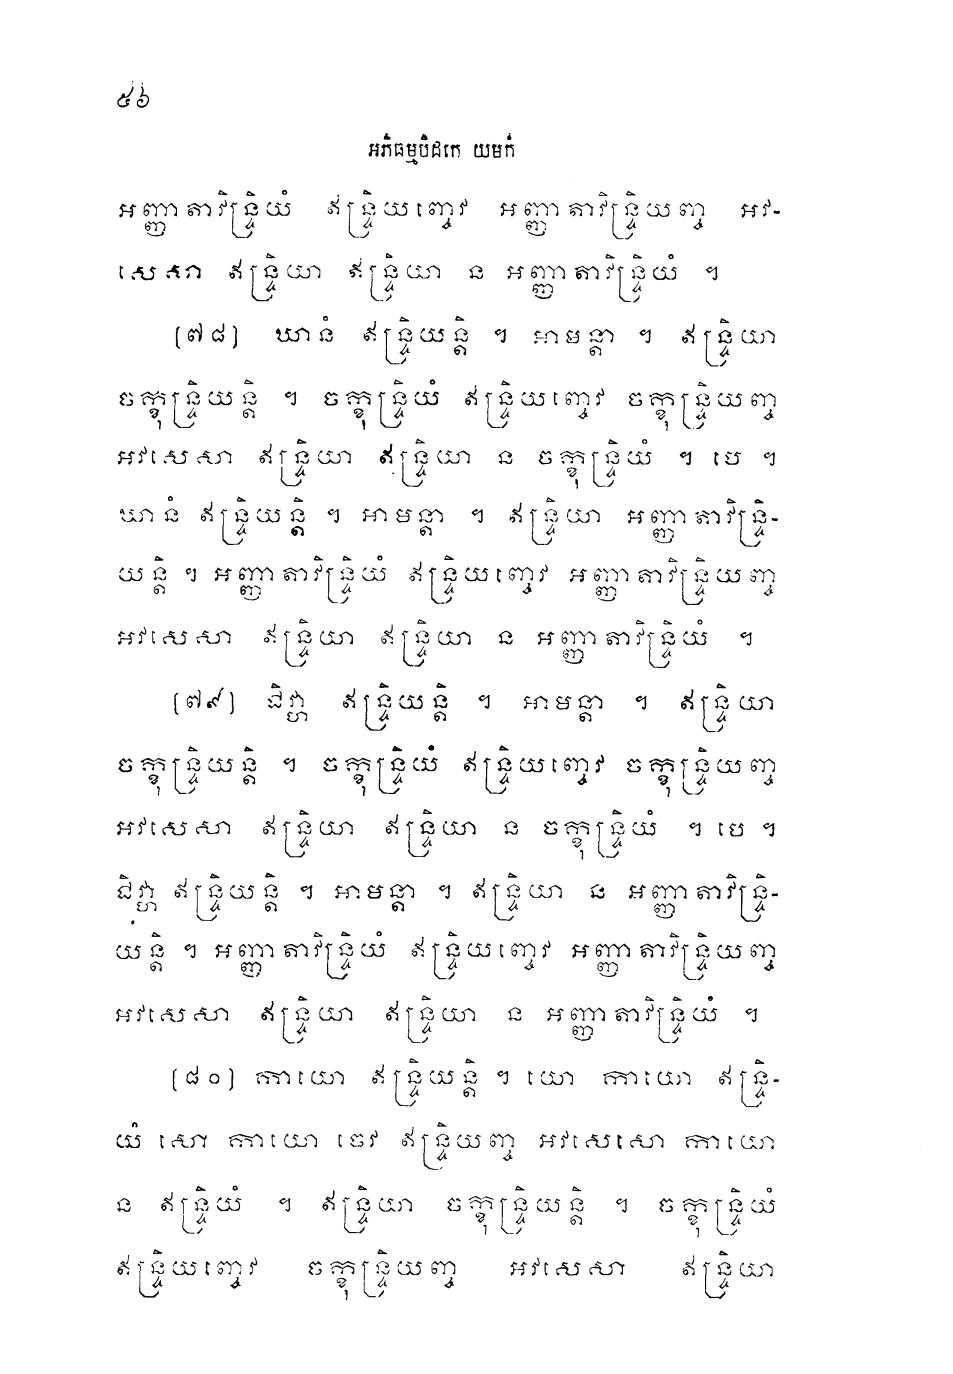 ៥៦
អភិធម្មបិដកេ យមកំ
អញ្ញាតាវិន្ទ្រិយំ ឥន្ទ្រិយញ្ចេវ អញ្ញាតាវិន្ទ្រិយញ្ច អវ-
សេសា ឥន្ទ្រិយា ឥន្ទ្រិយា ន អញ្ញាតាវិន្ទ្រិយំ ។
[៧៨] ឃានំ ឥន្ទ្រិយន្តិ ។ អាមន្តា ។ ឥន្ទ្រិយា
ចក្ខុន្ទ្រិយន្តិ ។ ចក្ខុន្ទ្រិយំ ឥន្ទ្រិយញ្ចេវ ចក្ខុន្ទ្រិយញ្ច
អវសេសា ឥន្ទ្រិយា ឥន្ទ្រិយា ន ចក្ខុន្ទ្រិយំ ។ បេ ។
ឃានំ ឥន្ទ្រិយន្តិ ។ អាមន្តា ។ ឥន្ទ្រិយា អញ្ញាតាវិន្ទ្រិ-
យន្តិ ។ អញ្ញាតាវិន្ទ្រិយំ ឥន្ទ្រិយញ្ចេវ អញ្ញាតាវិន្ទ្រិយញ្ច
អវសេសា ឥន្ទ្រិយា ឥន្ទ្រិយា ន អញ្ញាតាវិន្ទ្រិយំ ។
[៧៩] ជិវ្ហា ឥន្ទ្រិយន្តិ ។ អាមន្តា ។ ឥន្ទ្រិយា
ចក្ខុន្ទ្រិយន្តិ ។ ចក្ខុន្ទ្រិយំ ឥន្ទ្រិយញ្ចេវ ចក្ខុន្ទ្រិយញ្ច
អវសេសា ឥន្ទ្រិយា ឥន្ទ្រិយា ន ចក្ខុន្ទ្រិយំ ។ បេ ។
ជិវ្ហា ឥន្ទ្រិយន្តិ ។ អាមន្តា ។ ឥន្ទ្រិយា ន អញ្ញាតាវិន្ទ្រិ-
យន្តិ ។ អញ្ញាតាវិន្ទ្រិយំ ឥន្ទ្រិយញ្ចេវ អញ្ញាតាវិន្ទ្រិយញ្ច
អវសេសា ឥន្ទ្រិយា ឥន្ទ្រិយា ន អញ្ញាតាវិន្ទ្រិយំ ។
[៨០] កាយោ ឥន្ទ្រិយន្តិ ។ យោ កាយោ ឥន្ទ្រិ-
យំ សោ កាយោ ចេវ ឥន្ទ្រិយញ្ច អវសេសោ កាយោ
ន ឥន្ទ្រិយំ ។ ឥន្ទ្រិយា ចក្ខុន្ទ្រិយន្តិ ។ ចក្ខុន្ទ្រិយំ
ឥន្ទ្រិយញ្ចេវ ចក្ខុន្ទ្រិយញ្ច អវសេសា ឥន្ទ្រិយា